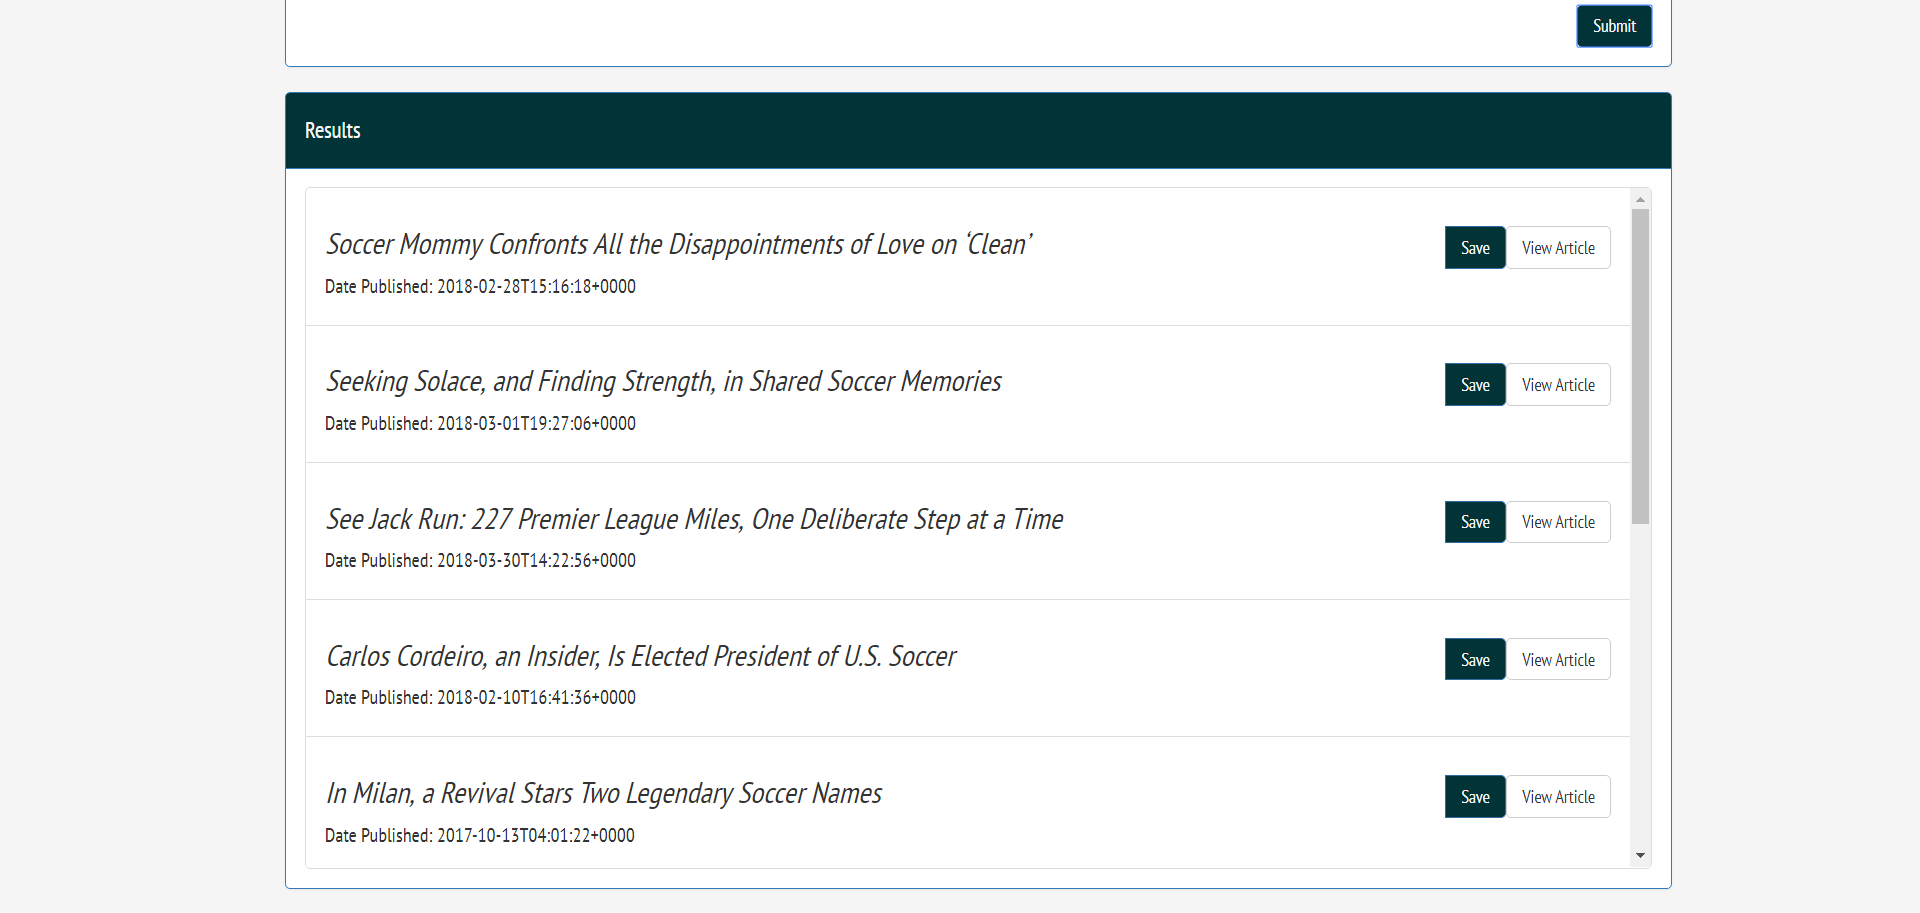 Submit
Results
Soccer Mommy Confronts All the Disappointments of Love on ‘Clean’
Save View Article
Date Published: 2018-02-28T15:16:18+0000
Seeking Solace, and Finding Strength, in Shared Soccer Memories
Save View Article
Date Published: 2018-03-01T19:27:06+0000
See Jack Run: 227 Premier League Miles, One Deliberate Step at a Time
Save View Article
Date Published: 2018-03-30T14:22:56+0000
Carlos Cordeiro, an Insider, Is Elected President of U.S. Soccer
Save View Article
Date Published: 2018-02-10T16:41:36+0000
In Milan, a Revival Stars Two Legendary Soccer Names
Save View Article
Date Published: 2017-10-13T04:01:22+0000